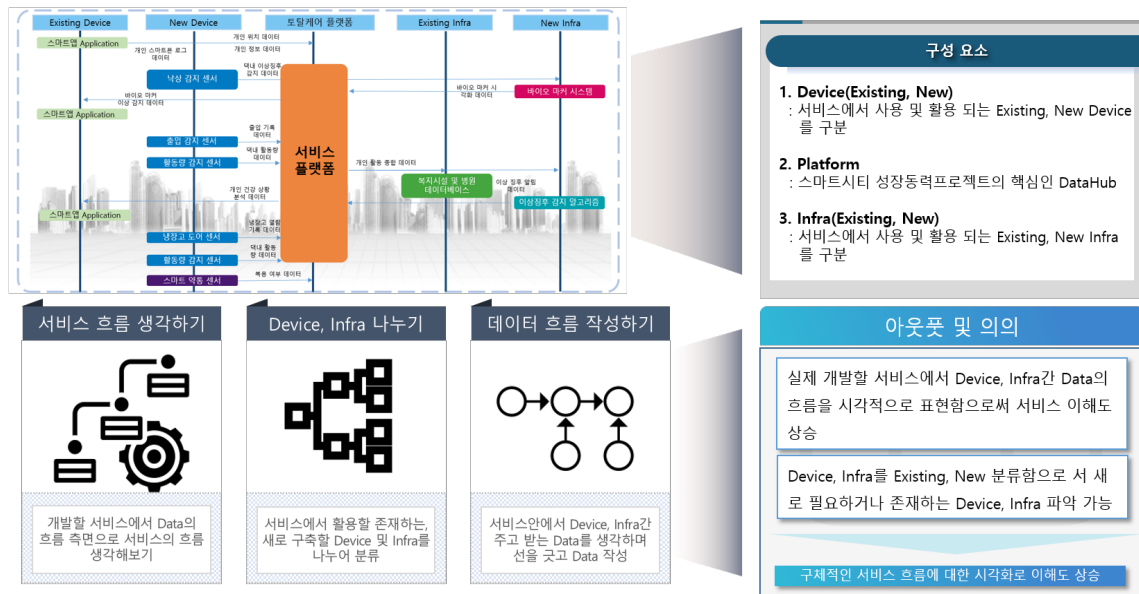 Existing Device
New Device
토탈케어 플랫폼
Existing Infra
New Infra
스마트앱 Application
개인 위치 데이터
개인 스마트폰 로그
데이터
개인 정보 데이터
낙상 감지 센서
댁내 이상징후
감지 데이터
바이오 마커 시
각화 데이터
바이오 마커 시스템
바이오 마커
이상 감지 데이터
스마트앱 Application
출입 기록
데이터
출입 감지 센서
댁내 활동량
데이터
활동량 감지 센서
서비스
플랫폼
개인 활동 종합 데이터
복지시설 및 병원
데이터베이스
이상 징후 알림
데이터
개인 건강 상황
분석 데이터
이상징후 감지 알고리즘
스마트앱 Application
냉장고 열람
기록 데이터
냉장고 도어 센서
댁내 활동
량 데이터
활동량 감지 센서
복용 여부 데이터
스마트 약통 센서
구성 요소
1. Device(Existing, New)
: 서비스에서 사용 및 활용 되는 Existing, New Device
를 구분
2. Platform
: 스마트시티 성장동력프로젝트의 핵심인 DataHub
3. Infra(Existing, New)
: 서비스에서 사용 및 활용 되는 Existing, New Infra
를 구분
서비스 흐름 생각하기
개발할 서비스에서 Data의
흐름 측면으로 서비스의 흐름
생각해보기
Device, Infra 나누기
서비스에서 활용할 존재하는,
새로 구축할 Device 및 Infra를
나누어 분류
데이터 흐름 작성하기
서비스안에서 Device, Infra간
주고 받는 Data를 생각하며
선을 긋고 Data 작성
아웃풋 및 의의
실제 개발할 서비스에서 Device, Infra간 Data의
흐름을 시각적으로 표현함으로써 서비스 이해도
상승
Device, Infra를 Existing, New 분류함으로 서 새
로 필요하거나 존재하는 Device, Infra 파악 가능
구체적인 서비스 흐름에 대한 시각화로 이해도 상승